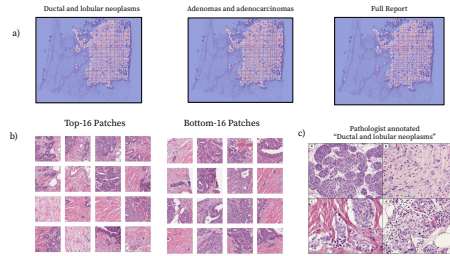 Ductal and lobular neoplasms
Adenomas and adenocarcinomas
Full Report
a)
Top-16 Patches
Bottom-16 Patches
b)
c)
Pathologist annotated
"Ductal and lobular neoplasms"